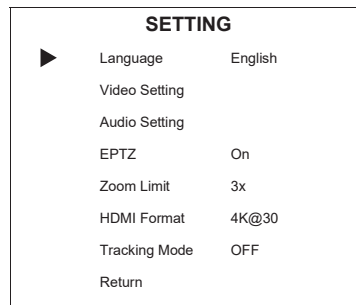 SETTING
Language English
Video Setting
Audio Setting
EPTZ On
Zoom Limit 3x
HDMI Format 4K@30
Tracking Mode OFF
Return